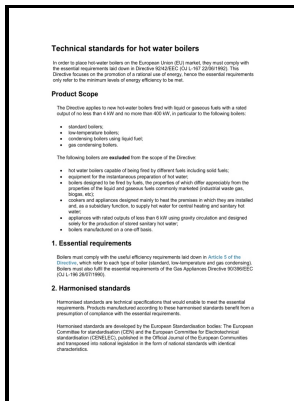 Technical standards for hot water boilers
In order to place hot-water boilers on the European Union (EU) market, they must comply with
the essential requirements laid down in Directive 92/42/EEC (OJ L-167 22/06/1992). This
Directive focuses on the promotion of a rational use of energy, hence the essential requirements
only refer to the minimum levels of energy efficiency to be met.
Product Scope
The Directive applies to new hot-water boilers fired with liquid or gaseous fuels with a rated
output of no less than 4 kW and no more than 400 kW, in particular to the following boilers:
• standard boilers;
• low-temperature boilers;
• condensing boilers using liquid fuel;
• gas condensing boilers.
The following boilers are excluded from the scope of the Directive:
• hot water boilers capable of being fired by different fuels including solid fuels;
• equipment for the instantaneous preparation of hot water;
• boilers designed to be fired by fuels, the properties of which differ appreciably from the
properties of the liquid and gaseous fuels commonly marketed (industrial waste gas,
biogas, etc);
• cookers and appliances designed mainly to heat the premises in which they are installed
and, as a subsidiary function, to supply hot water for central heating and sanitary hot
water;
• appliances with rated outputs of less than 6 kW using gravity circulation and designed
solely for the production of stored sanitary hot water;
• boilers manufactured on a one-off basis.
1. Essential requirements
Boilers must comply with the useful efficiency requirements laid down in Article 5 of the
Directive, which refer to each type of boiler (standard, low-temperature and gas condensing).
Boilers must also fulfil the essential requirements of the Gas Appliances Directive 90/396/EEC
(OJ L-196 26/07/1990).
2. Harmonised standards
Harmonised standards are technical specifications that would enable to meet the essential
requirements. Products manufactured according to these harmonised standards benefit from a
presumption of compliance with the essential requirements.
Harmonised standards are developed by the European Standardisation bodies: The European
Committee for standardisation (CEN) and the European Committee for Electrotechnical
standardisation (CENELEC), published in the Official Journal of the European Communities
and transposed into national legislation in the form of national standards with identical
characteristics.